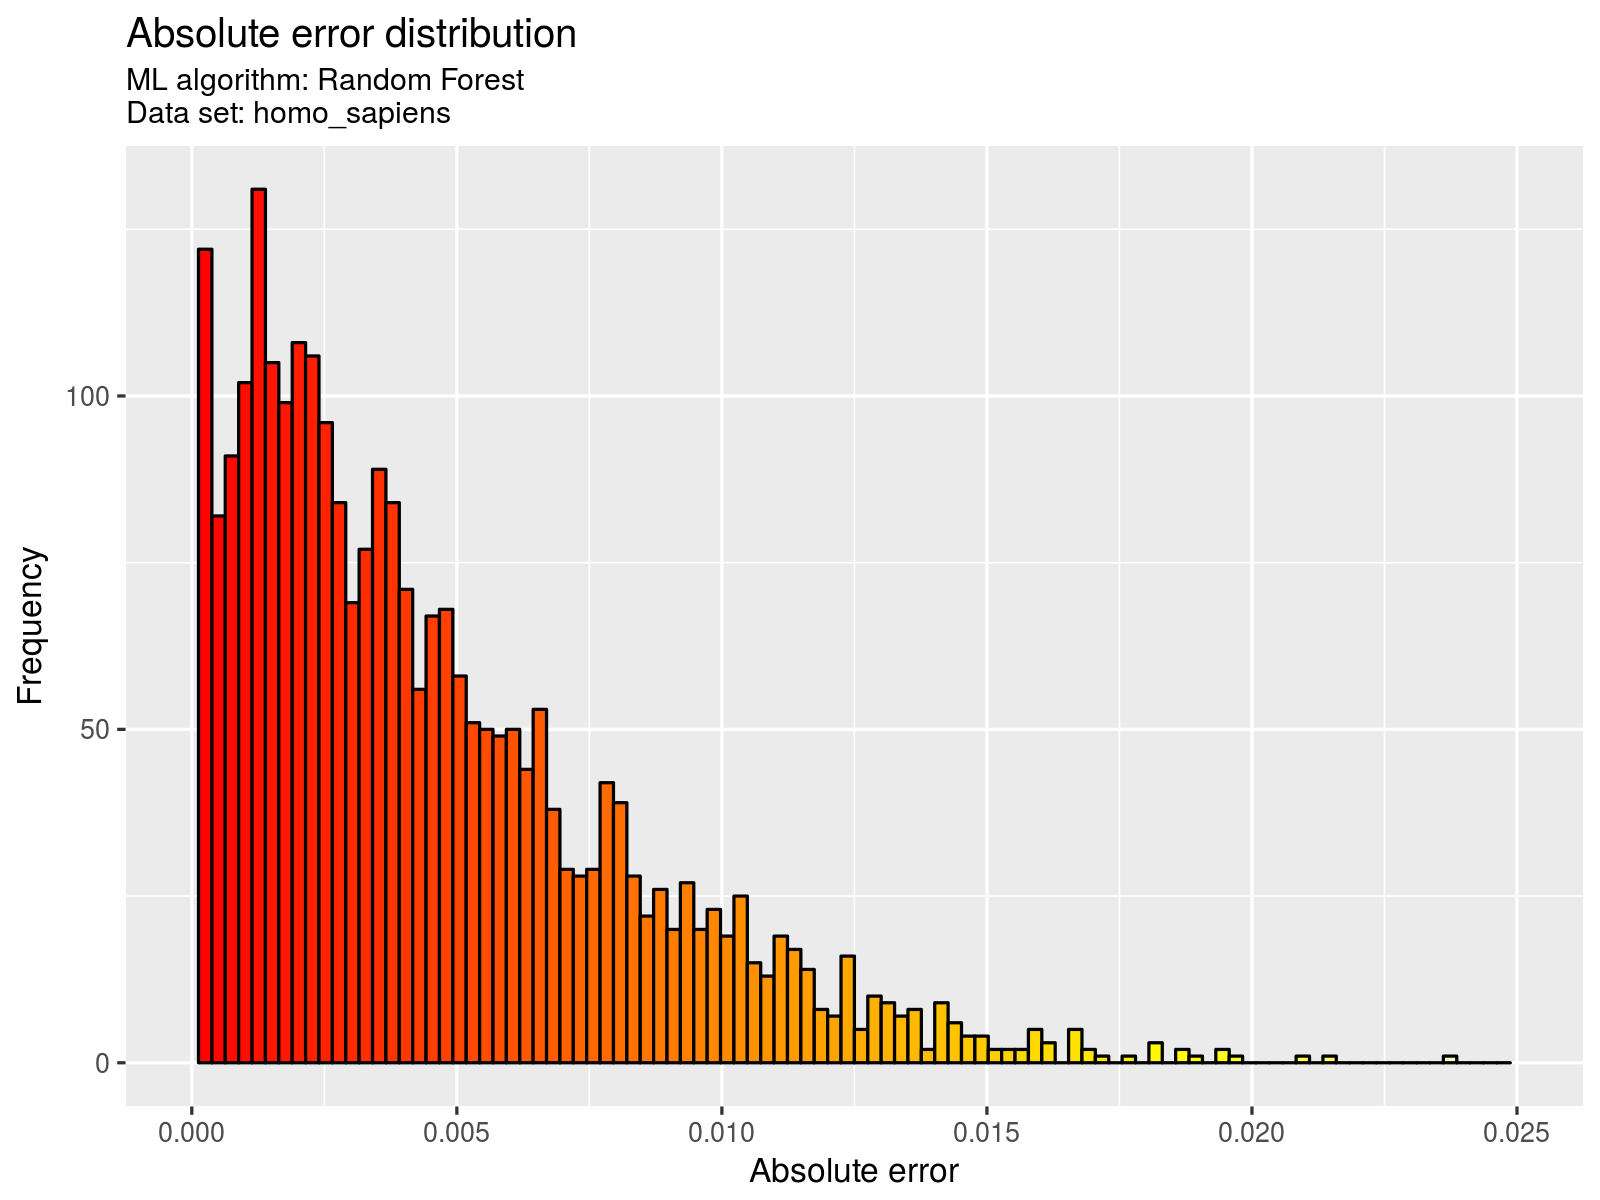 Absolute error distribution
ML algorithm: Random Forest
Data set: homo_sapiens
100
50
0
Frequency
0.000 0.005 0.010 0.015 0.020 0.025
Absolute error